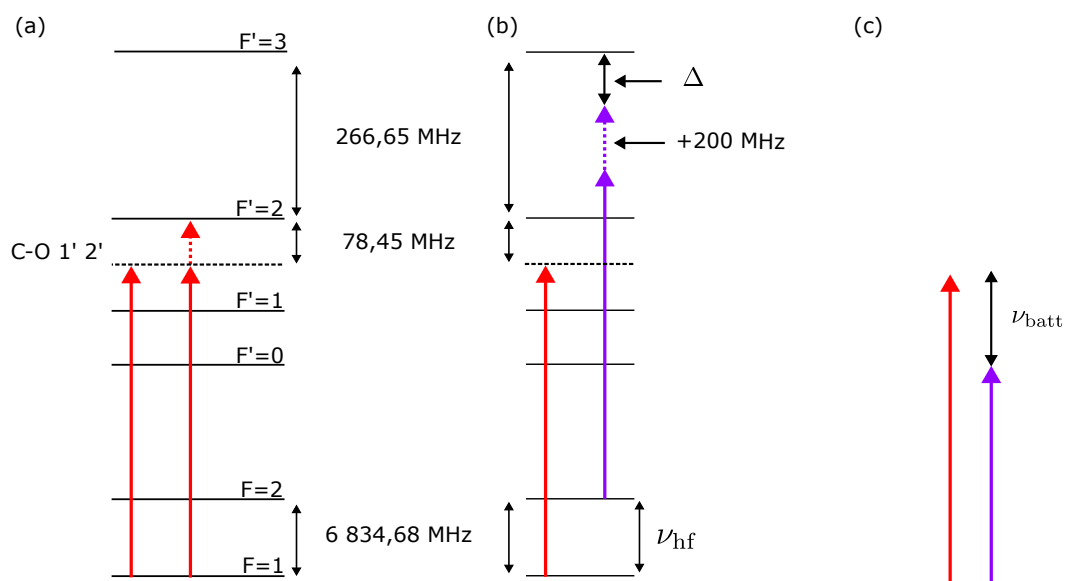 (a)
F'=3
266,65 MHz
F'=2
78,45 MHz
C-O 1' 2'
F'=1
F'=0
F=2
6 834,68 MHz
F=1
(b)
Δ
+200 MHz
ν_hf
(c)
ν_batt